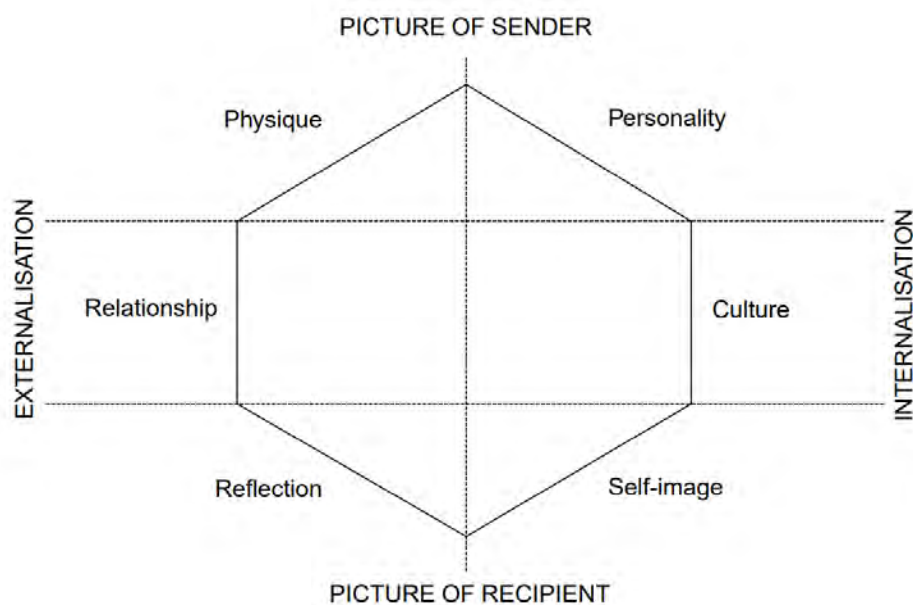 PICTURE OF SENDER
Physique
Personality
EXTERNALISATION
Relationship
Culture
INTERNALISATION
Reflection
Self-image
PICTURE OF RECIPIENT